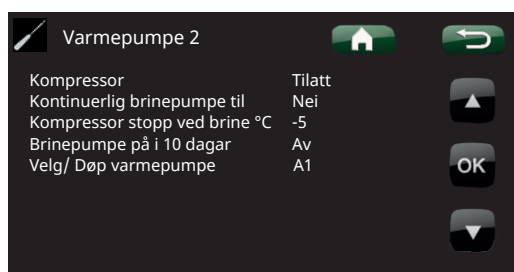 Varmepumpe 2
Kompressor Tilatt
Kontinuerlig brinepumpe til Nei
Kompressor stopp ved brine °C -5
Brinepumpe på i 10 dagar Av
Velg/ Døp varmepumpe A1
OK